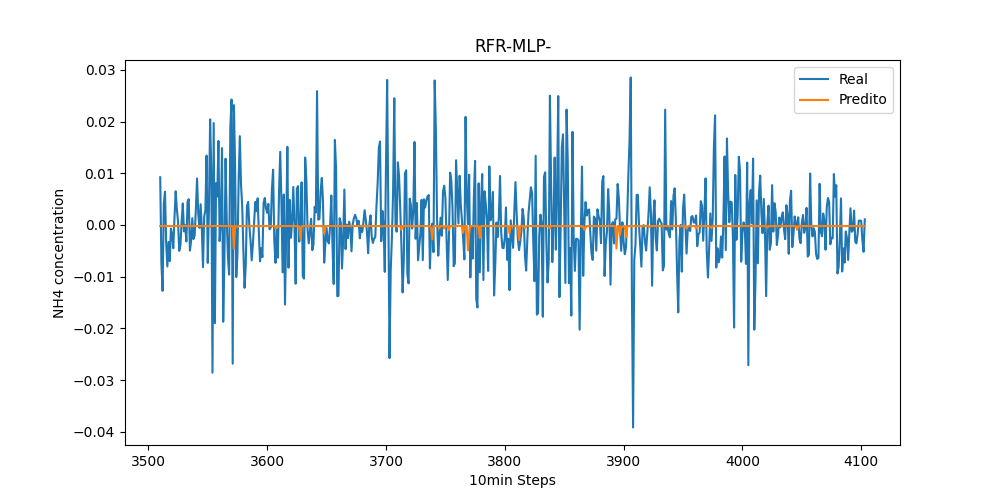 RFR-MLP-
Real
Predito
NH4 concentration
0.03
0.02
0.01
0.00
−0.01
−0.02
−0.03
−0.04
3500 3600 3700 3800 3900 4000 4100
10min Steps